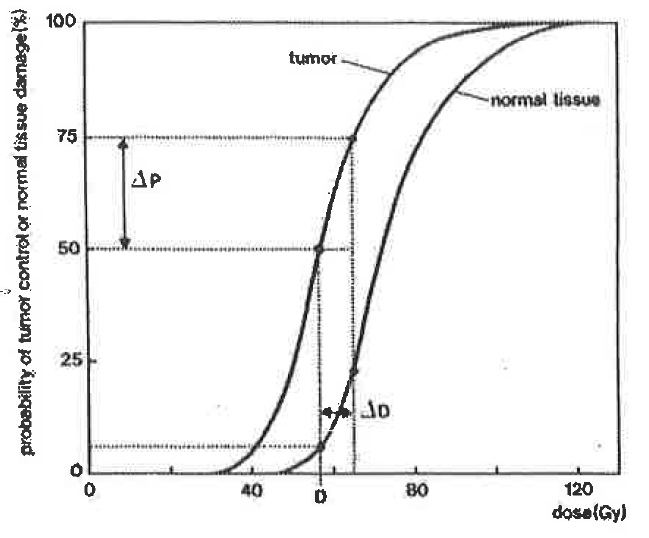 probability of tumor control or normal tissue damage(%)
100
tumor
normal tissue
75
ΔP
50
25
ΔD
0
0
40
D
80
120
dose(Gy)